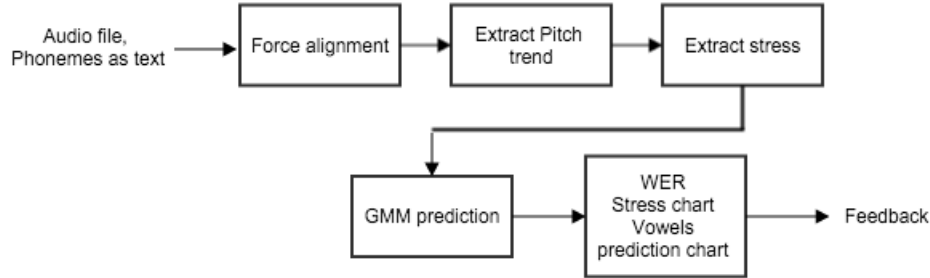 Audio file,
Phonemes as text
Force alignment
Extract Pitch
trend
Extract stress
GMM prediction
WER
Stress chart
Vowels
prediction chart
Feedback